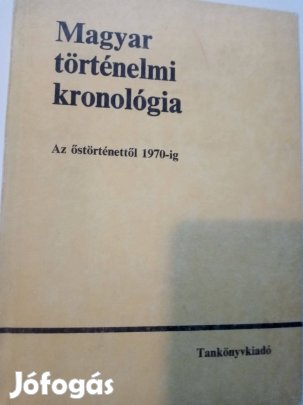 Magyar
történelmi
kronológia
Az őstörténettől 1970-ig
Tankönyvkiadó
Jófogás